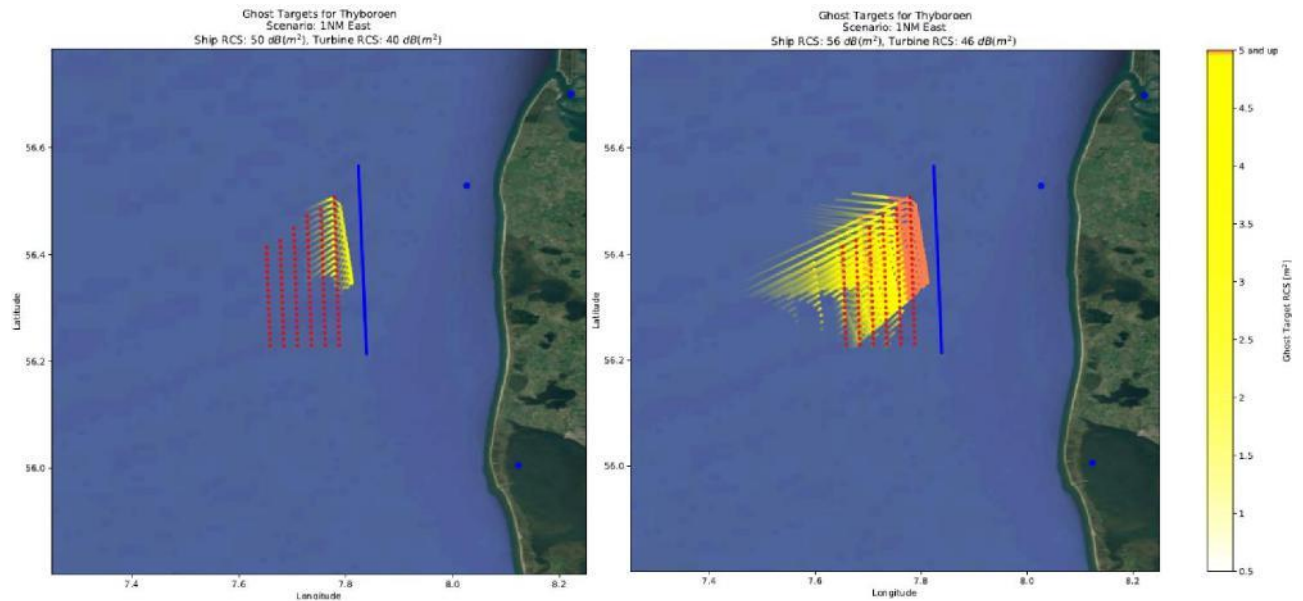 Ghost Targets for Thyboroen
Scenario: 1NM East
Ship RCS: 50 dB(m²), Turbine RCS: 40 dB(m²)
Latitude
56.6
56.4
56.2
56.0
7.4
7.6
7.8
8.0
8.2
Longitude
Ghost Targets for Thyboroen
Scenario: 1NM East
Ship RCS: 56 dB(m²), Turbine RCS: 46 dB(m²)
Latitude
56.6
56.4
56.2
56.0
7.4
7.6
7.8
8.0
8.2
Longitude
5 and up
4.5
4
3.5
3
2.5
2
1.5
1
0.5
Ghost Target RCS [m²]